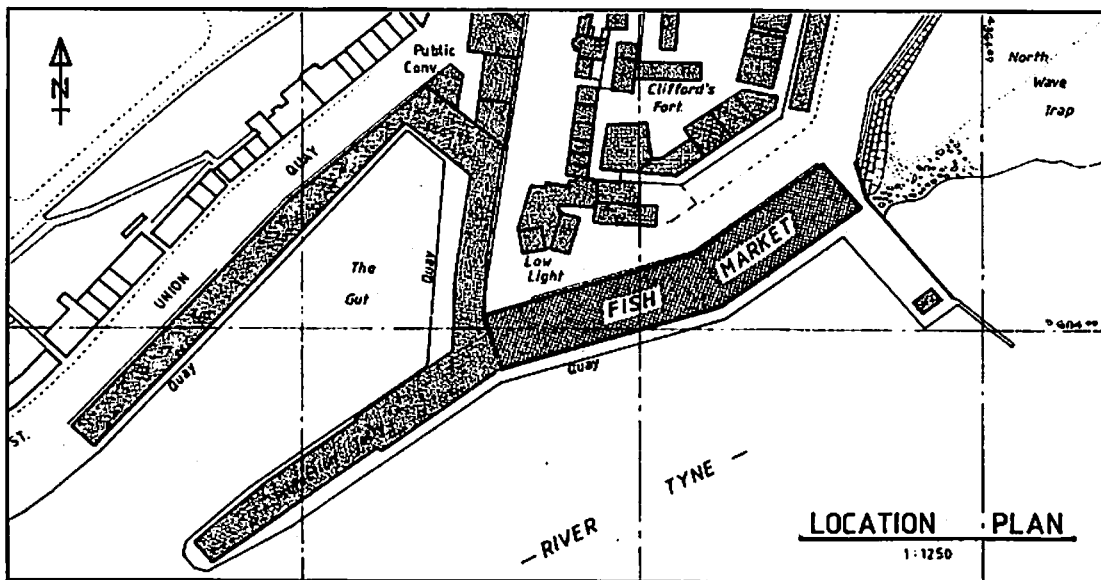 N
Public
Conv.
Clifford's
Fort
North
Wave
Trap
QUAY
UNION
The
Gut
Quay
Low
Light
FISH MARKET
Quay
Quay
ST.
RIVER TYNE
LOCATION PLAN
1:1250